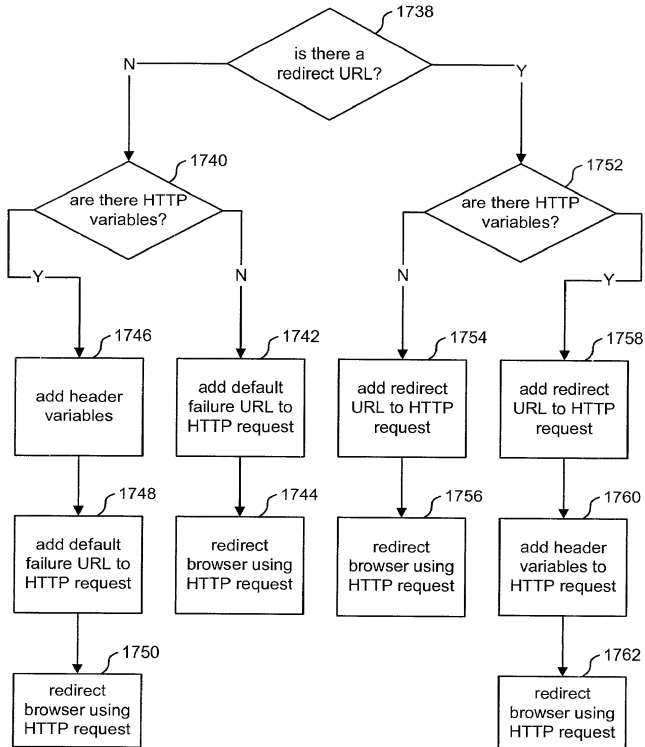 1738
is there a
redirect URL?
N
Y
1740
are there HTTP
variables?
1752
are there HTTP
variables?
Y
N
N
Y
1746
add header
variables
1742
add default
failure URL to
HTTP request
1754
add redirect
URL to HTTP
request
1758
add redirect
URL to HTTP
request
1748
add default
failure URL to
HTTP request
1744
redirect
browser using
HTTP request
1756
redirect
browser using
HTTP request
1760
add header
variables to
HTTP request
1750
redirect
browser using
HTTP request
1762
redirect
browser using
HTTP request